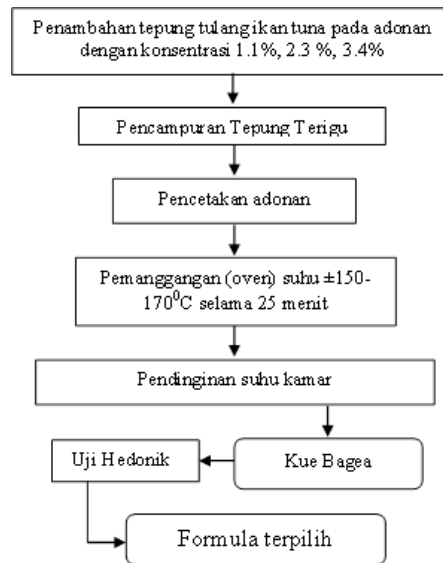 Penambahan tepung tulang ikan tuna pada adonan
dengan konsentrasi 1.1%, 2.3 %, 3.4%
Pencampuran Tepung Terigu
Pencetakan adonan
Pemanggangan (oven) suhu ±150-
170⁰C selama 25 menit
Pendinginan suhu kamar
Uji Hedonik
Kue Bagea
Formula terpilih